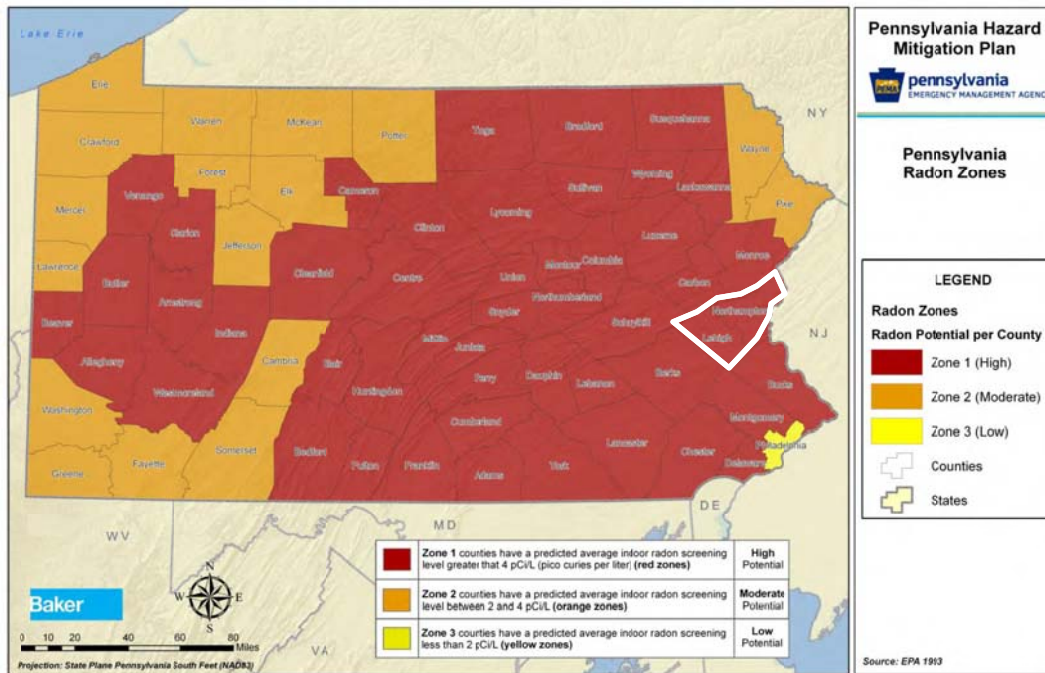 Lake Erie
Erie
Crawford
Warren
McKean
Potter
Tioga
Bradford
Susquehanna
Wayne
NY
Forest
Elk
Cameron
Sullivan
Wyoming
Lackawanna
Pike
Venango
Mercer
Clarion
Jefferson
Clinton
Lycoming
Luzerne
Monroe
Lawrence
Butler
Clearfield
Centre
Union
Montour
Columbia
Carbon
Northampton
Armstrong
Snyder
Northumberland
Schuylkill
Lehigh
NJ
Beaver
Indiana
Mifflin
Juniata
Allegheny
Cambria
Blair
Perry
Dauphin
Lebanon
Berks
Bucks
Westmoreland
Huntingdon
Montgomery
Washington
Cumberland
Philadelphia
Somerset
Bedford
Fulton
Franklin
Adams
York
Lancaster
Chester
Delaware
Greene
Fayette
WV
MD
DE
VA
N
W
E
S
Baker
0 10 20 40 60 80
Miles
Projection: State Plane Pennsylvania South Feet (NAD83)
Zone 1 counties have a predicted average indoor radon screening
level greater that 4 pCi/L (pico curies per liter) (red zones)
High
Potential
Zone 2 counties have a predicted average indoor radon screening
level between 2 and 4 pCi/L (orange zones)
Moderate
Potential
Zone 3 counties have a predicted average indoor radon screening
less than 2 pCi/L (yellow zones)
Low
Potential
Pennsylvania Hazard
Mitigation Plan
PEMA
pennsylvania
EMERGENCY MANAGEMENT AGENC
Pennsylvania
Radon Zones
LEGEND
Radon Zones
Radon Potential per County
Zone 1 (High)
Zone 2 (Moderate)
Zone 3 (Low)
Counties
States
Source: EPA 1993